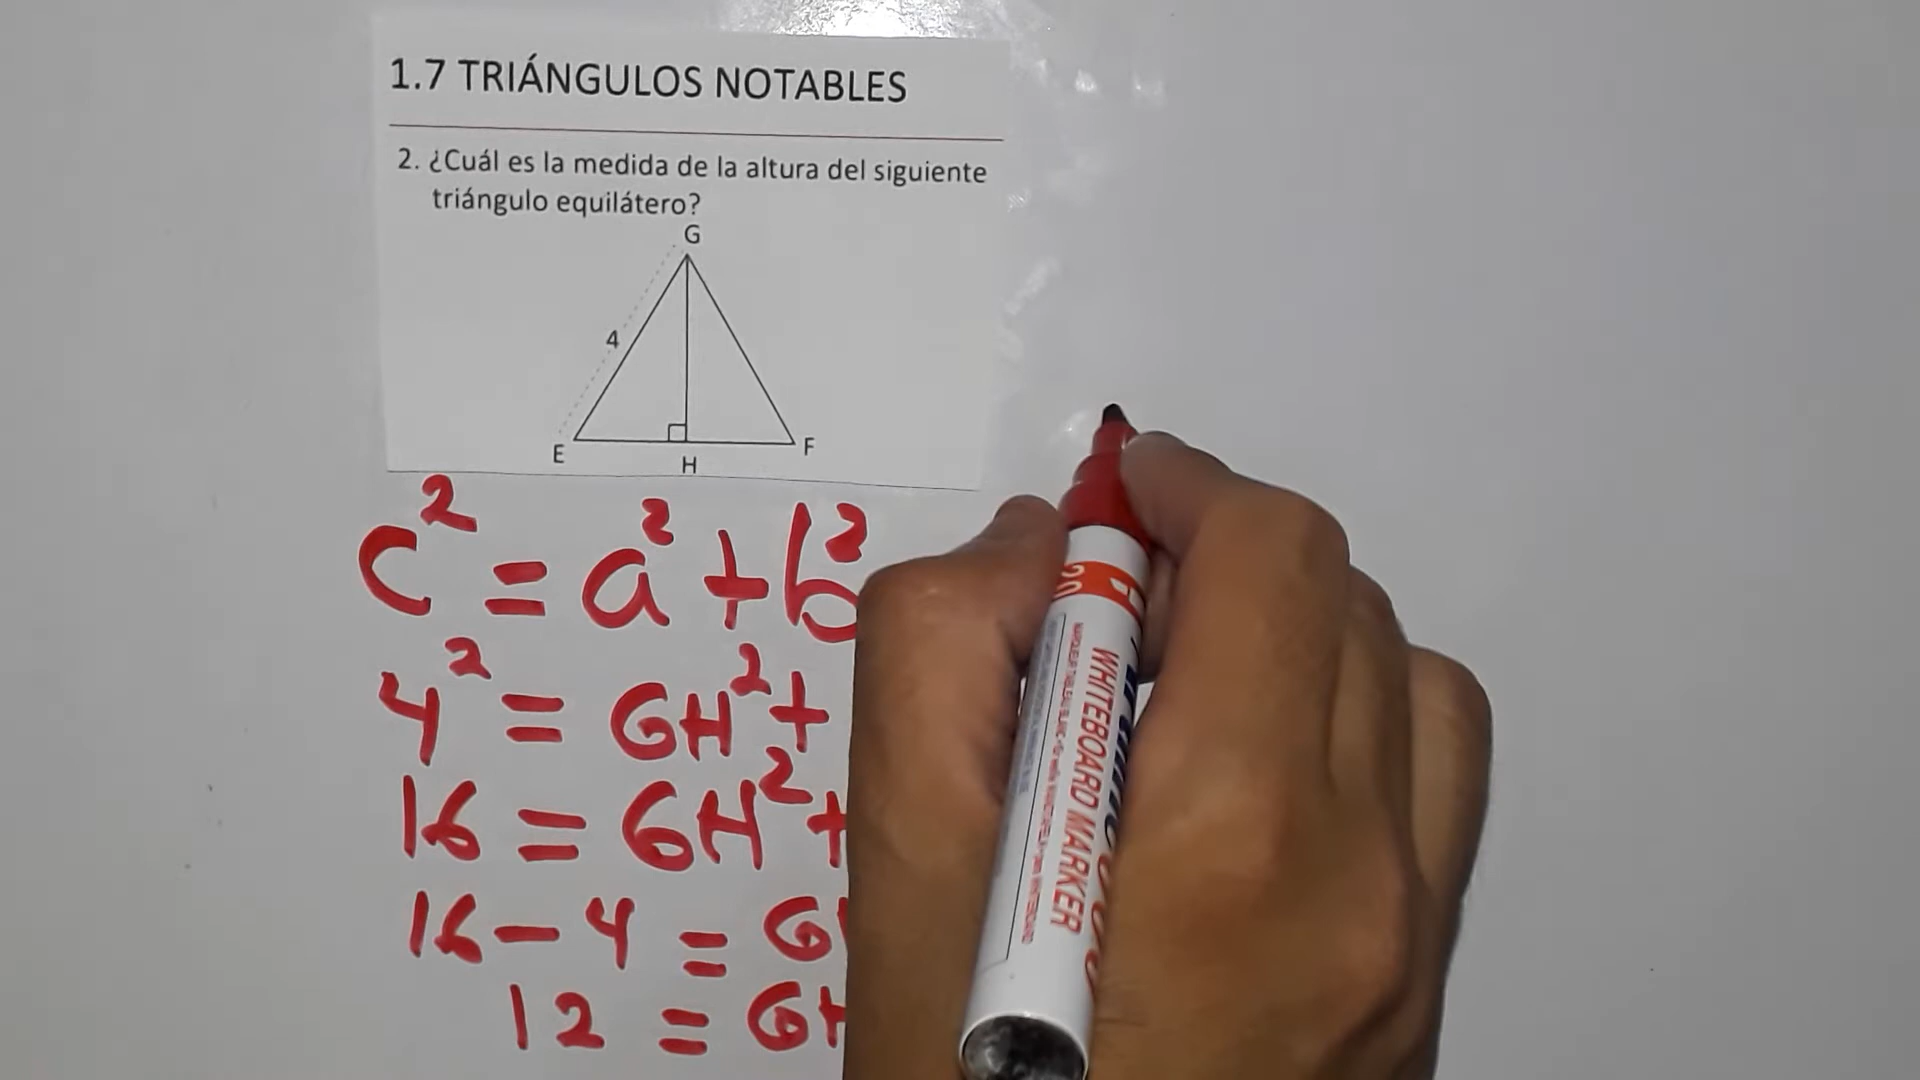 1.7 TRIÁNGULOS NOTABLES
2. ¿Cuál es la medida de la altura del siguiente
triángulo equilátero?
G
4
E
H
F
c² = a² + b²
4² = GH² +
16 = GH² +
16 - 4 = G
12 = GH
WHITEBOARD MARKER